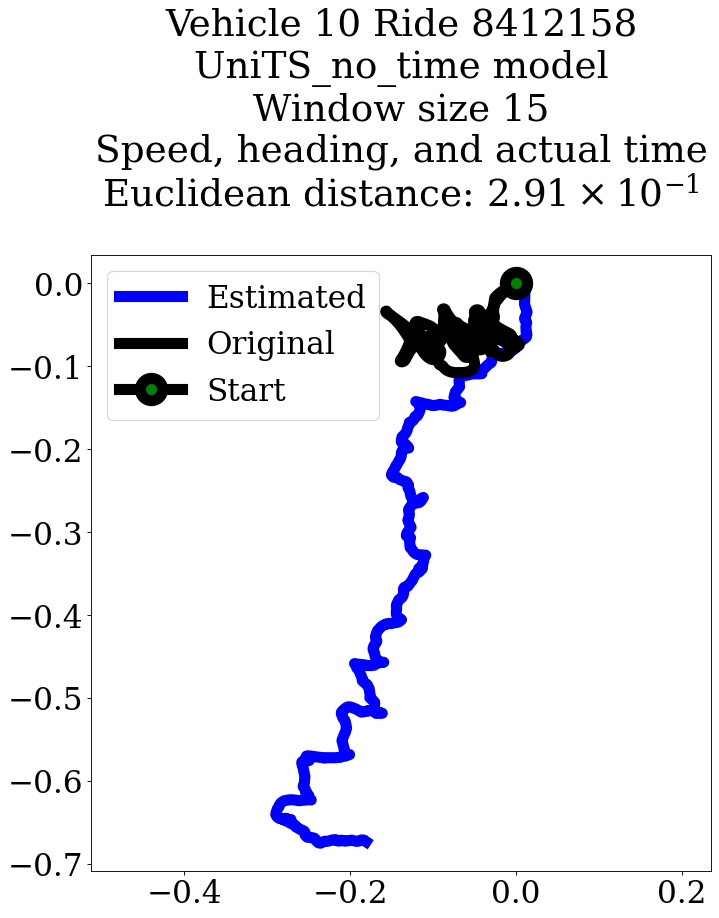 Vehicle 10 Ride 8412158
UniTS_no_time model
Window size 15
Speed, heading, and actual time
Euclidean distance: 2.91 × 10⁻¹
Estimated
Original
Start
0.0
−0.1
−0.2
−0.3
−0.4
−0.5
−0.6
−0.7
−0.4
−0.2
0.0
0.2